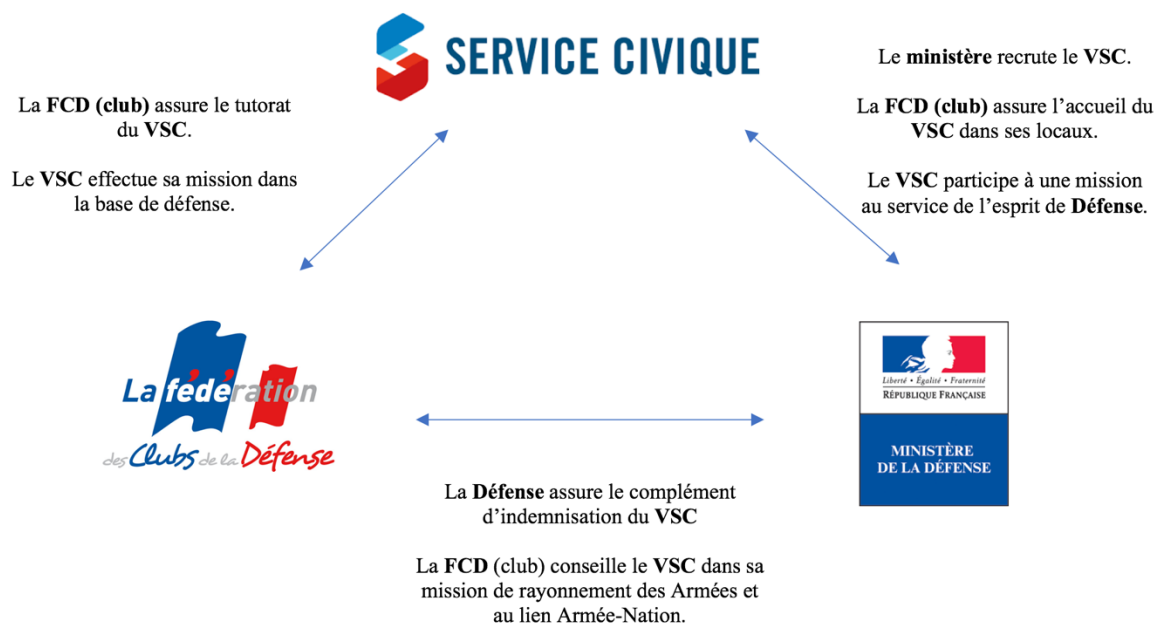 SERVICE CIVIQUE
La FCD (club) assure le tutorat
du VSC.
Le VSC effectue sa mission dans
la base de défense.
Le ministère recrute le VSC.
La FCD (club) assure l’accueil du
VSC dans ses locaux.
Le VSC participe à une mission
au service de l’esprit de Défense.
La fédération
des Clubs de la Défense
Liberté • Égalité • Fraternité
RÉPUBLIQUE FRANÇAISE
MINISTÈRE
DE LA DÉFENSE
La Défense assure le complément
d’indemnisation du VSC
La FCD (club) conseille le VSC dans sa
mission de rayonnement des Armées et
au lien Armée-Nation.